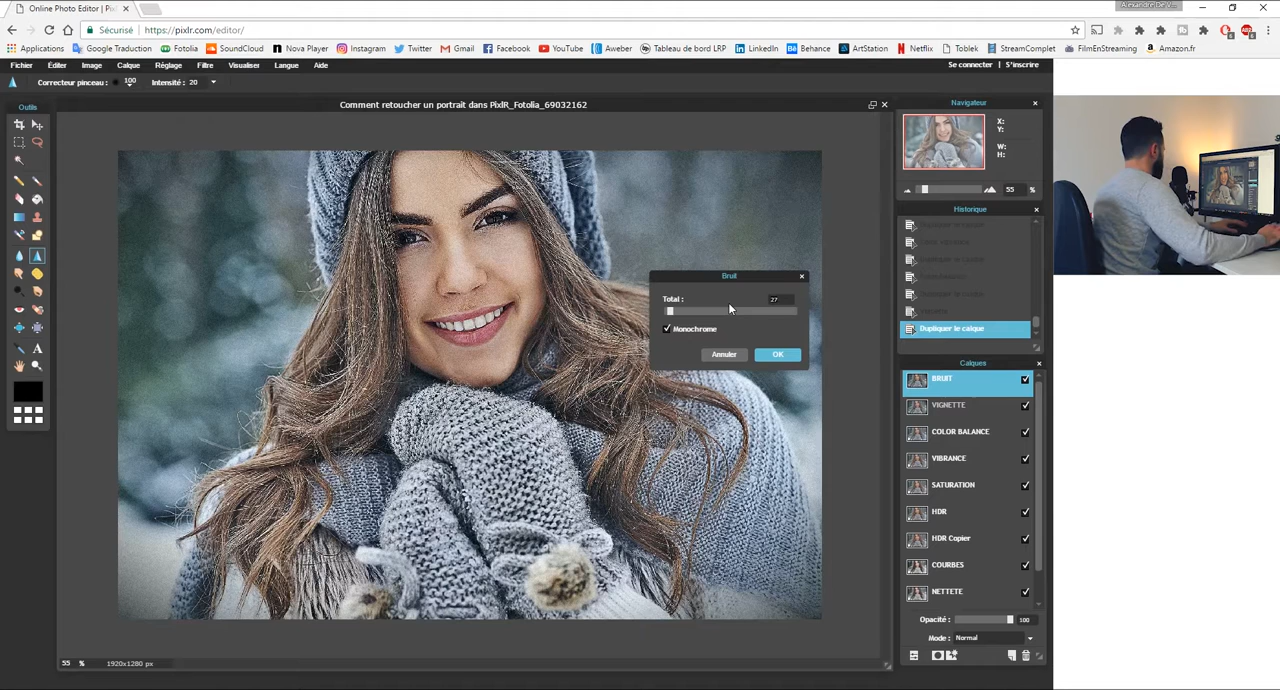 Online Photo Editor | Pix
Alexandre De V...
Sécurisé
https://pixlr.com/editor/
Applications
Google Traduction
Fotolia
SoundCloud
Nova Player
Instagram
Twitter
Gmail
Facebook
YouTube
Aweber
Tableau de bord LRP
LinkedIn
Behance
ArtStation
Netflix
Toblek
StreamComplet
FilmEnStreaming
Amazon.fr
Fichier Éditer Image Calque Réglage Filtre Visualiser Langue Aide
Se connecter | S'inscrire
Correcteur pinceau : 100 Intensité : 20
Outils
Comment retoucher un portrait dans PixlR_Fotolia_69032162
Navigateur
X:
Y:
W:
H:
55 %
Historique
Dupliquer le calque
Bruit
Total : 27
Monochrome
Annuler
OK
Calques
BRUIT
VIGNETTE
COLOR BALANCE
VIBRANCE
SATURATION
HDR
HDR Copier
COURBES
NETTETE
Opacité : 100
Mode : Normal
55 % 1920x1280 px